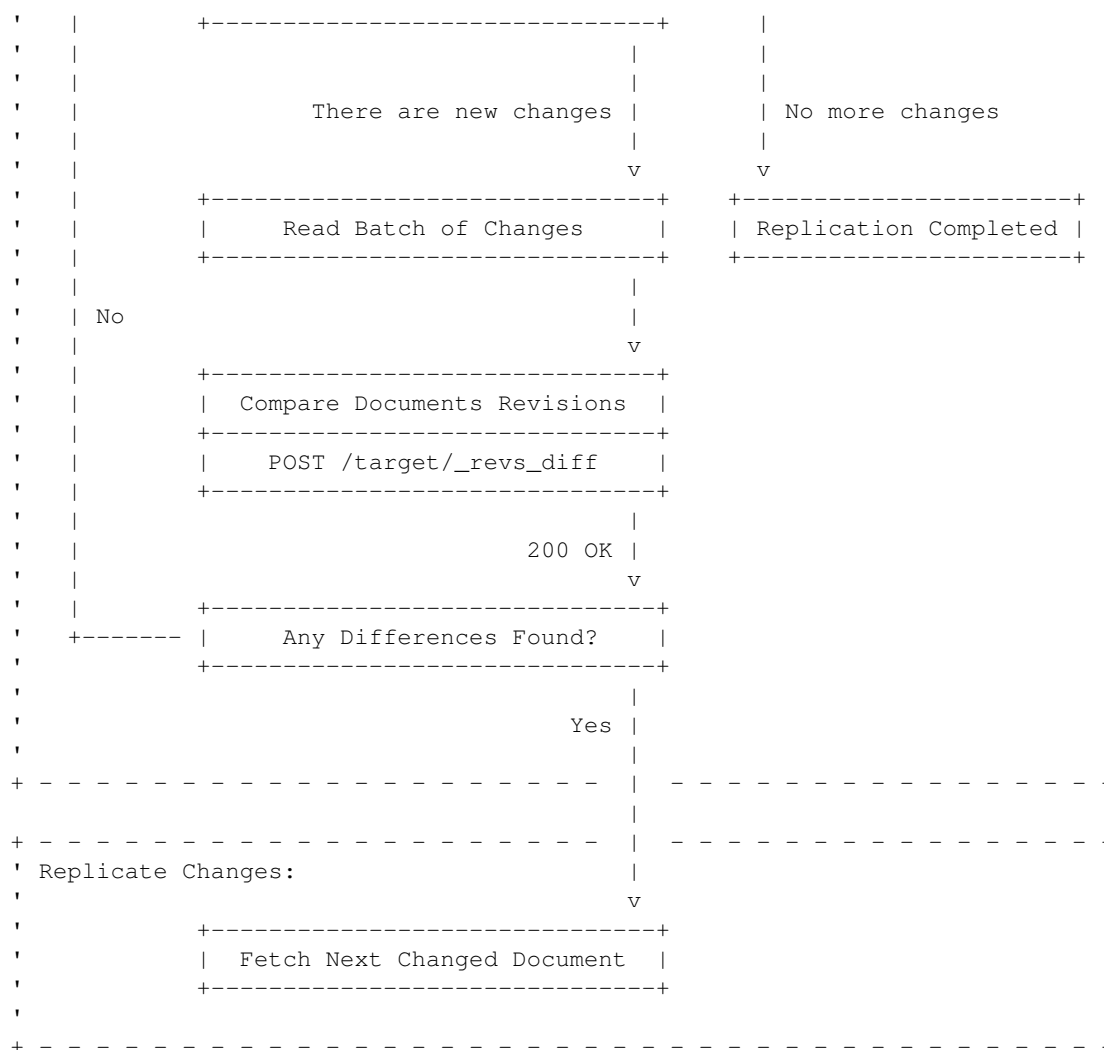 There are new changes | | No more changes
Read Batch of Changes | | Replication Completed |
No
Compare Documents Revisions
POST /target/_revs_diff
200 OK
Any Differences Found?
Yes
Replicate Changes:
Fetch Next Changed Document